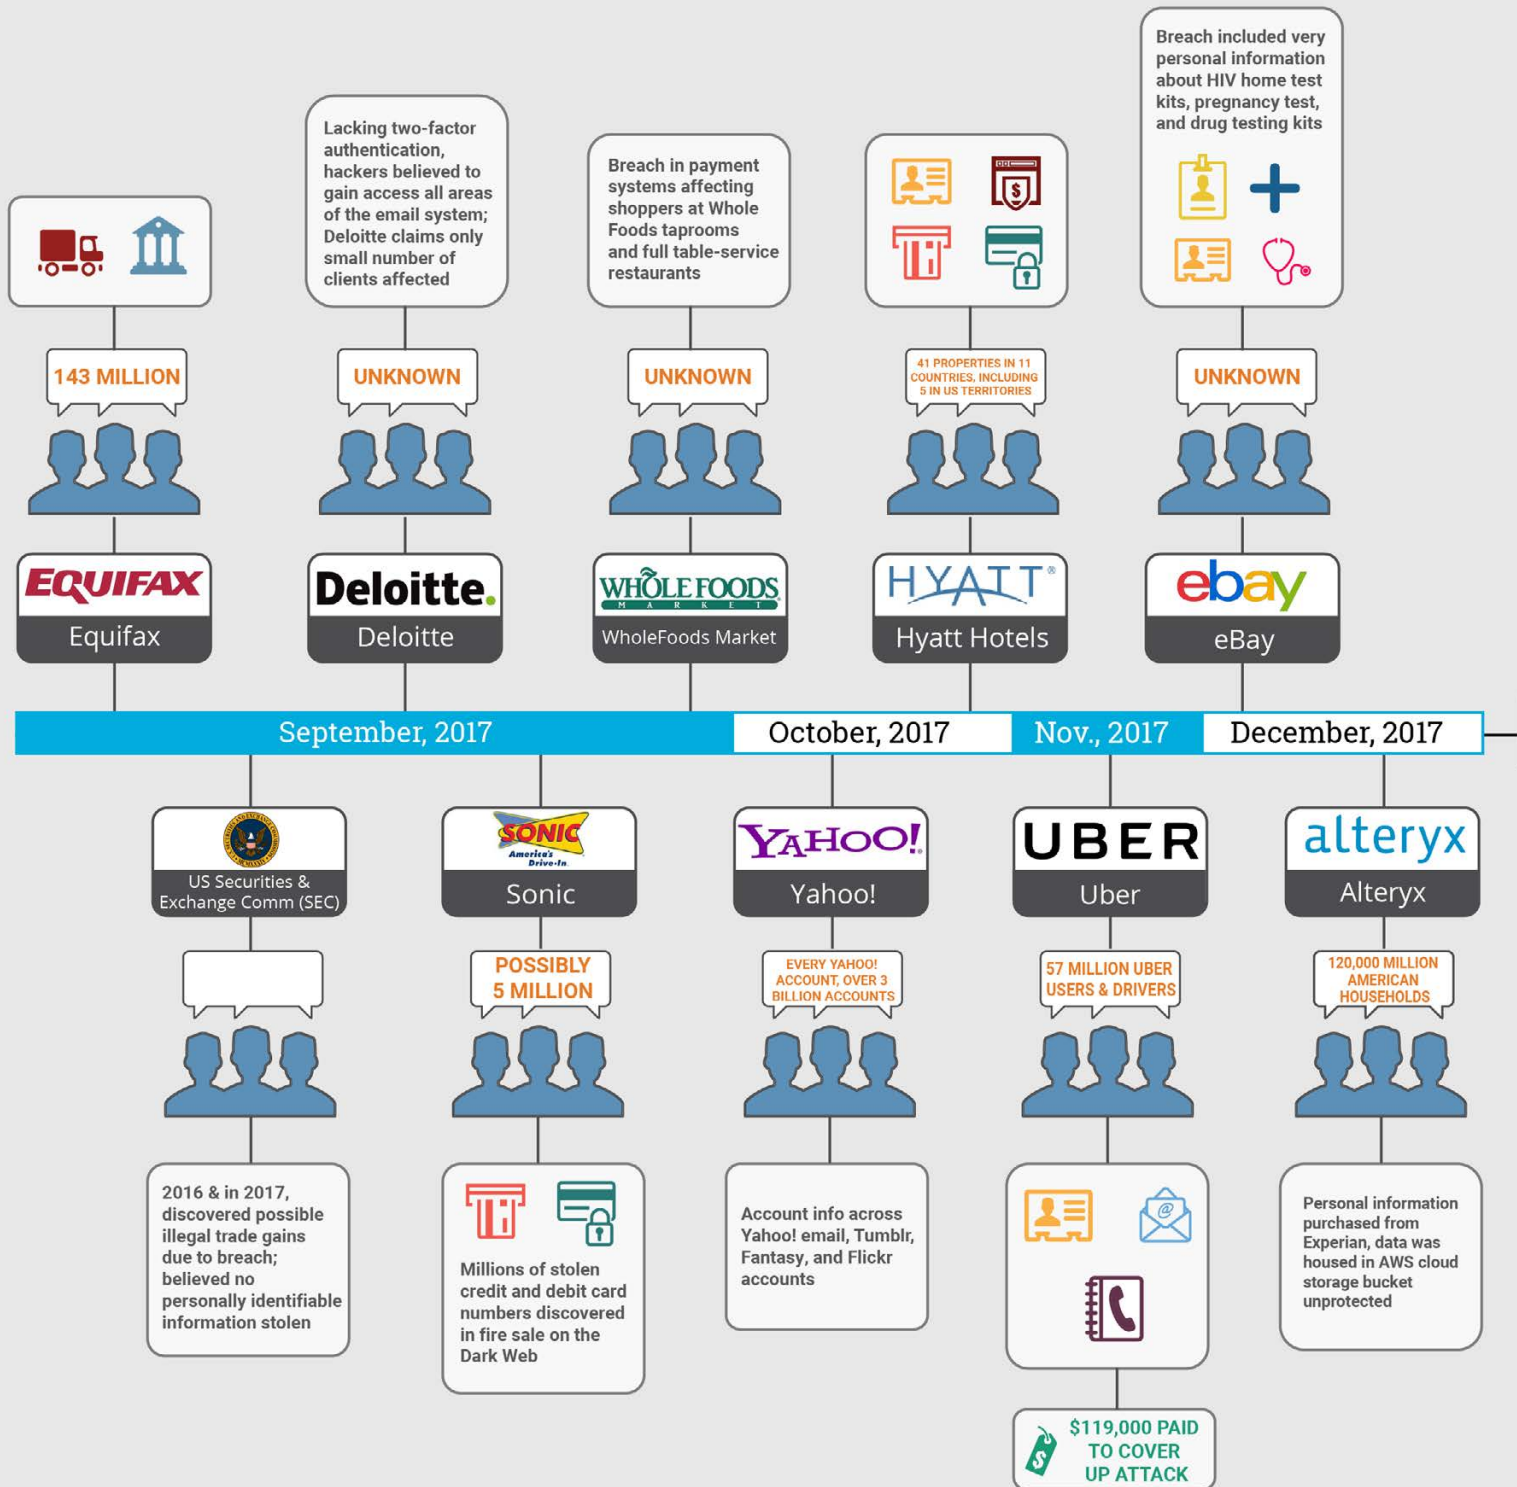 Breach included very
personal information
about HIV home test
kits, pregnancy test,
and drug testing kits
Lacking two-factor
authentication,
hackers believed to
gain access all areas
of the email system;
Deloitte claims only
small number of
clients affected
Breach in payment
systems affecting
shoppers at Whole
Foods taprooms
and full table-service
restaurants
143 MILLION
UNKNOWN
UNKNOWN
41 PROPERTIES IN 11
COUNTRIES, INCLUDING
5 IN US TERRITORIES
UNKNOWN
EQUIFAX
Equifax
Deloitte.
Deloitte
WHOLE FOODS
MARKET
WholeFoods Market
HYATT®
Hyatt Hotels
ebay
eBay
September, 2017
October, 2017
Nov., 2017
December, 2017
US Securities &
Exchange Comm (SEC)
SONIC
America's
Drive-In.
Sonic
YAHOO!
Yahoo!
UBER
Uber
alteryx
Alteryx
POSSIBLY
5 MILLION
EVERY YAHOO!
ACCOUNT, OVER 3
BILLION ACCOUNTS
57 MILLION UBER
USERS & DRIVERS
120,000 MILLION
AMERICAN
HOUSEHOLDS
2016 & in 2017,
discovered possible
illegal trade gains
due to breach;
believed no
personally identifiable
information stolen
Millions of stolen
credit and debit card
numbers discovered
in fire sale on the
Dark Web
Account info across
Yahoo! email, Tumblr,
Fantasy, and Flickr
accounts
@
Personal information
purchased from
Experian, data was
housed in AWS cloud
storage bucket
unprotected
$119,000 PAID
TO COVER
UP ATTACK